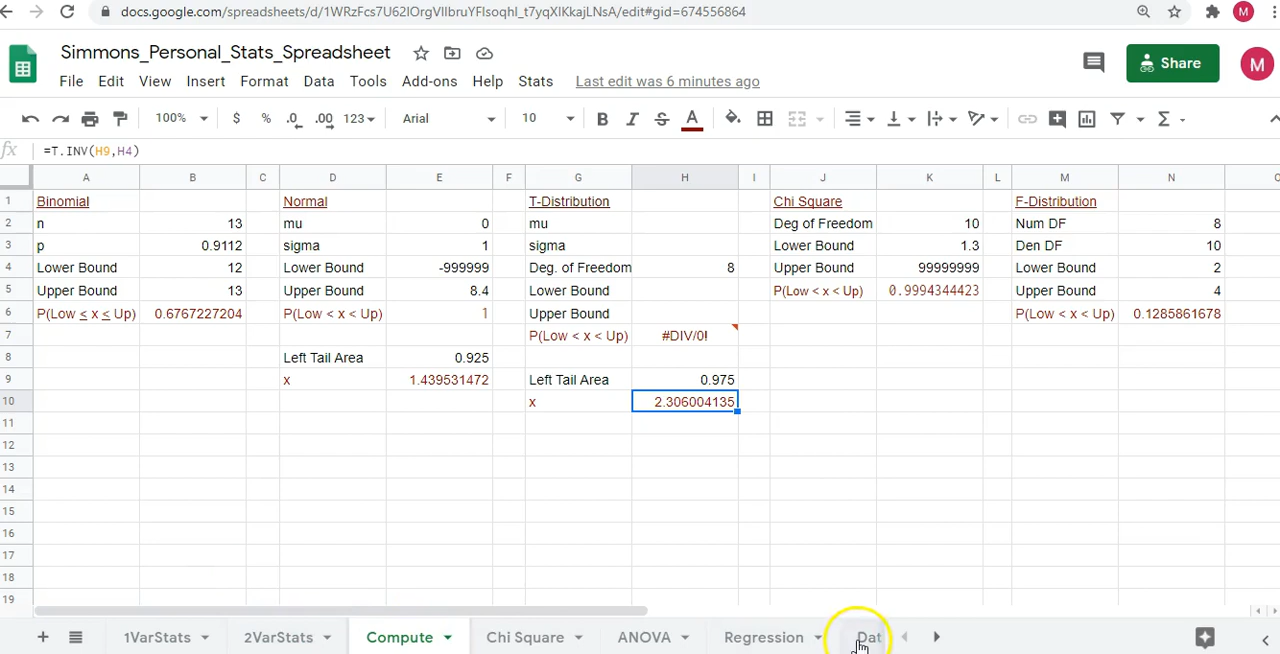 docs.google.com/spreadsheets/d/1WRzFcs7U62lOrgVIlbruYFlsoqhI_t7yqXlKkajLNsA/edit#gid=674556864
M
Simmons_Personal_Stats_Spreadsheet
File Edit View Insert Format Data Tools Add-ons Help Stats Last edit was 6 minutes ago
Share
M
100% $ % .0 .00 123 Arial 10 B I S A Σ
fx =T.INV(H9,H4)
A B C D E F G H I J K L M N
1 Binomial Normal T-Distribution Chi Square F-Distribution
2 n 13 mu 0 mu Deg of Freedom 10 Num DF 8
3 p 0.9112 sigma 1 sigma Lower Bound 1.3 Den DF 10
4 Lower Bound 12 Lower Bound -999999 Deg. of Freedom 8 Upper Bound 99999999 Lower Bound 2
5 Upper Bound 13 Upper Bound 8.4 Lower Bound P(Low < x < Up) 0.9994344423 Upper Bound 4
6 P(Low ≤ x ≤ Up) 0.6767227204 P(Low < x < Up) 1 Upper Bound P(Low < x < Up) 0.1285861678
7 P(Low < x < Up) #DIV/0!
8 Left Tail Area 0.925
9 x 1.439531472 Left Tail Area 0.975
10 x 2.306004135
11
12
13
14
15
16
17
18
19
1VarStats 2VarStats Compute Chi Square ANOVA Regression Dat